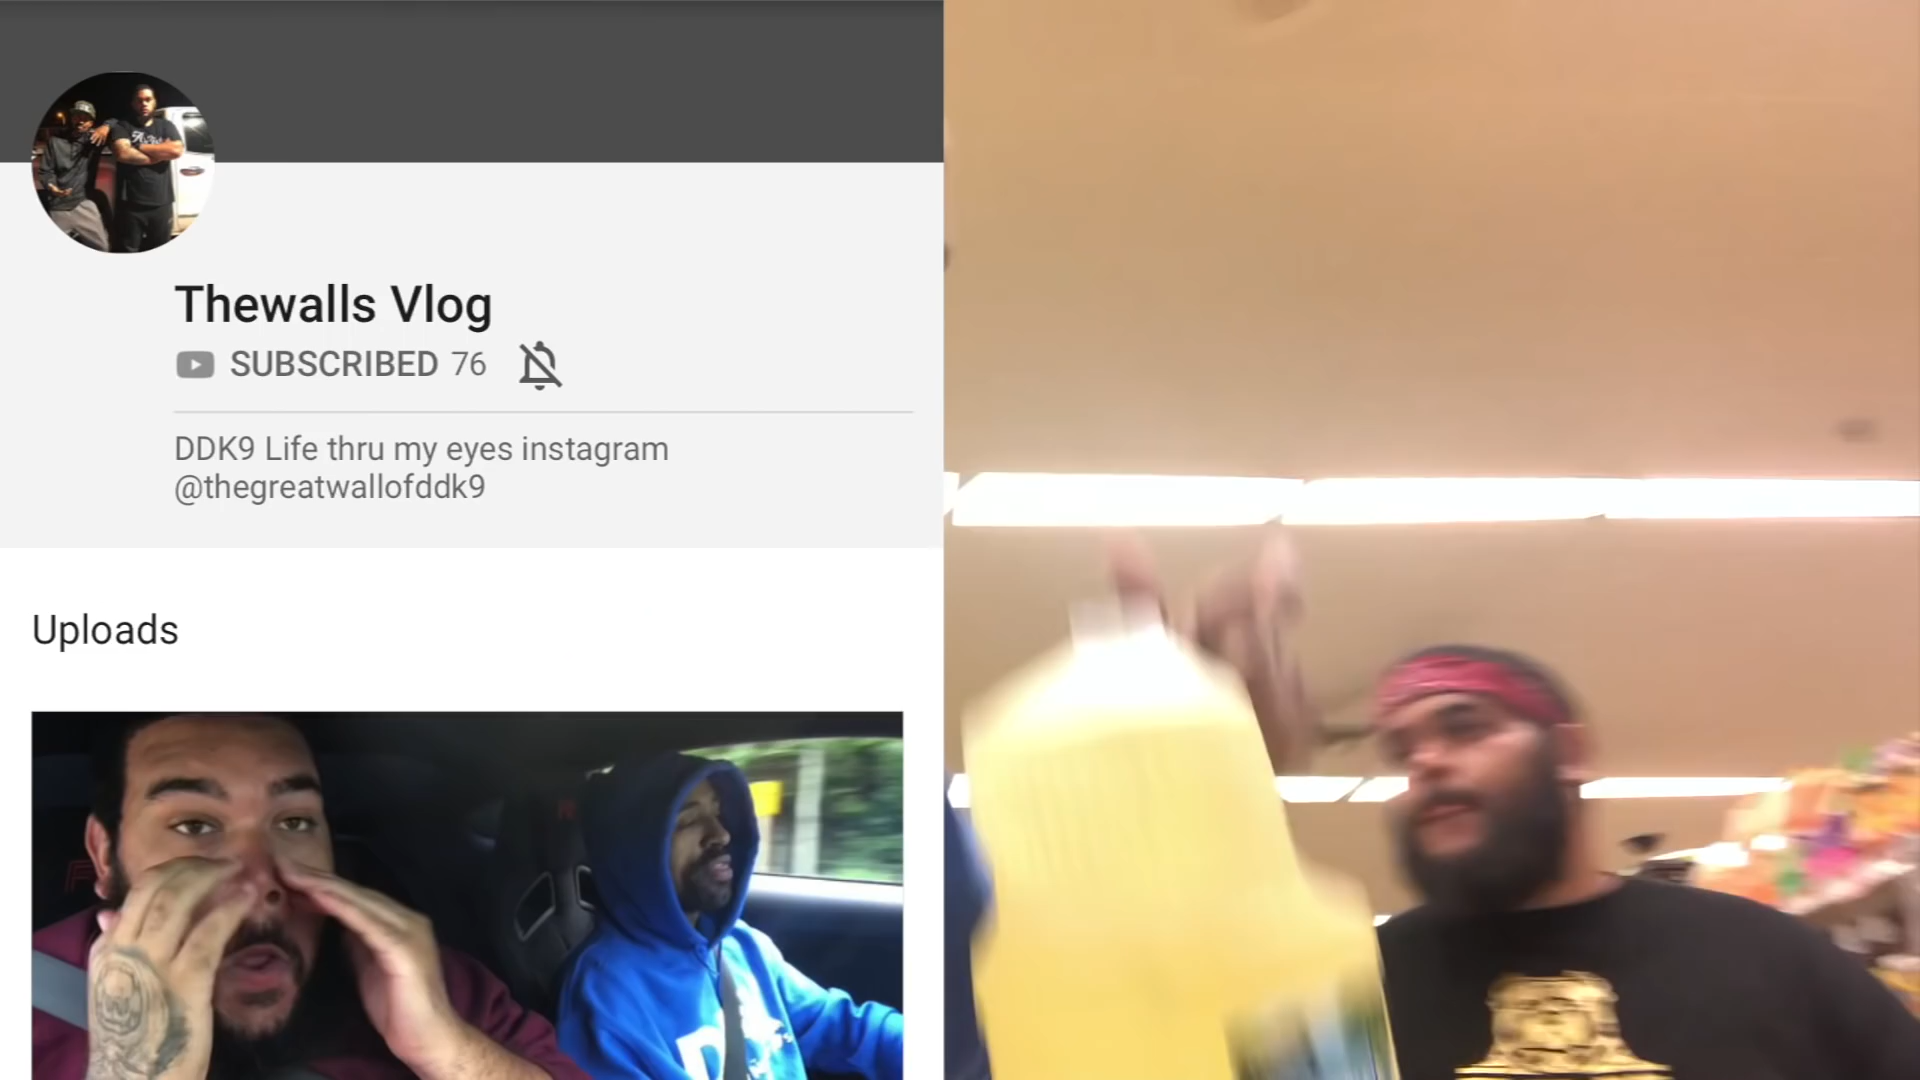 Thewalls Vlog
SUBSCRIBED 76
DDK9 Life thru my eyes instagram
@thegreatwallofddk9
Uploads